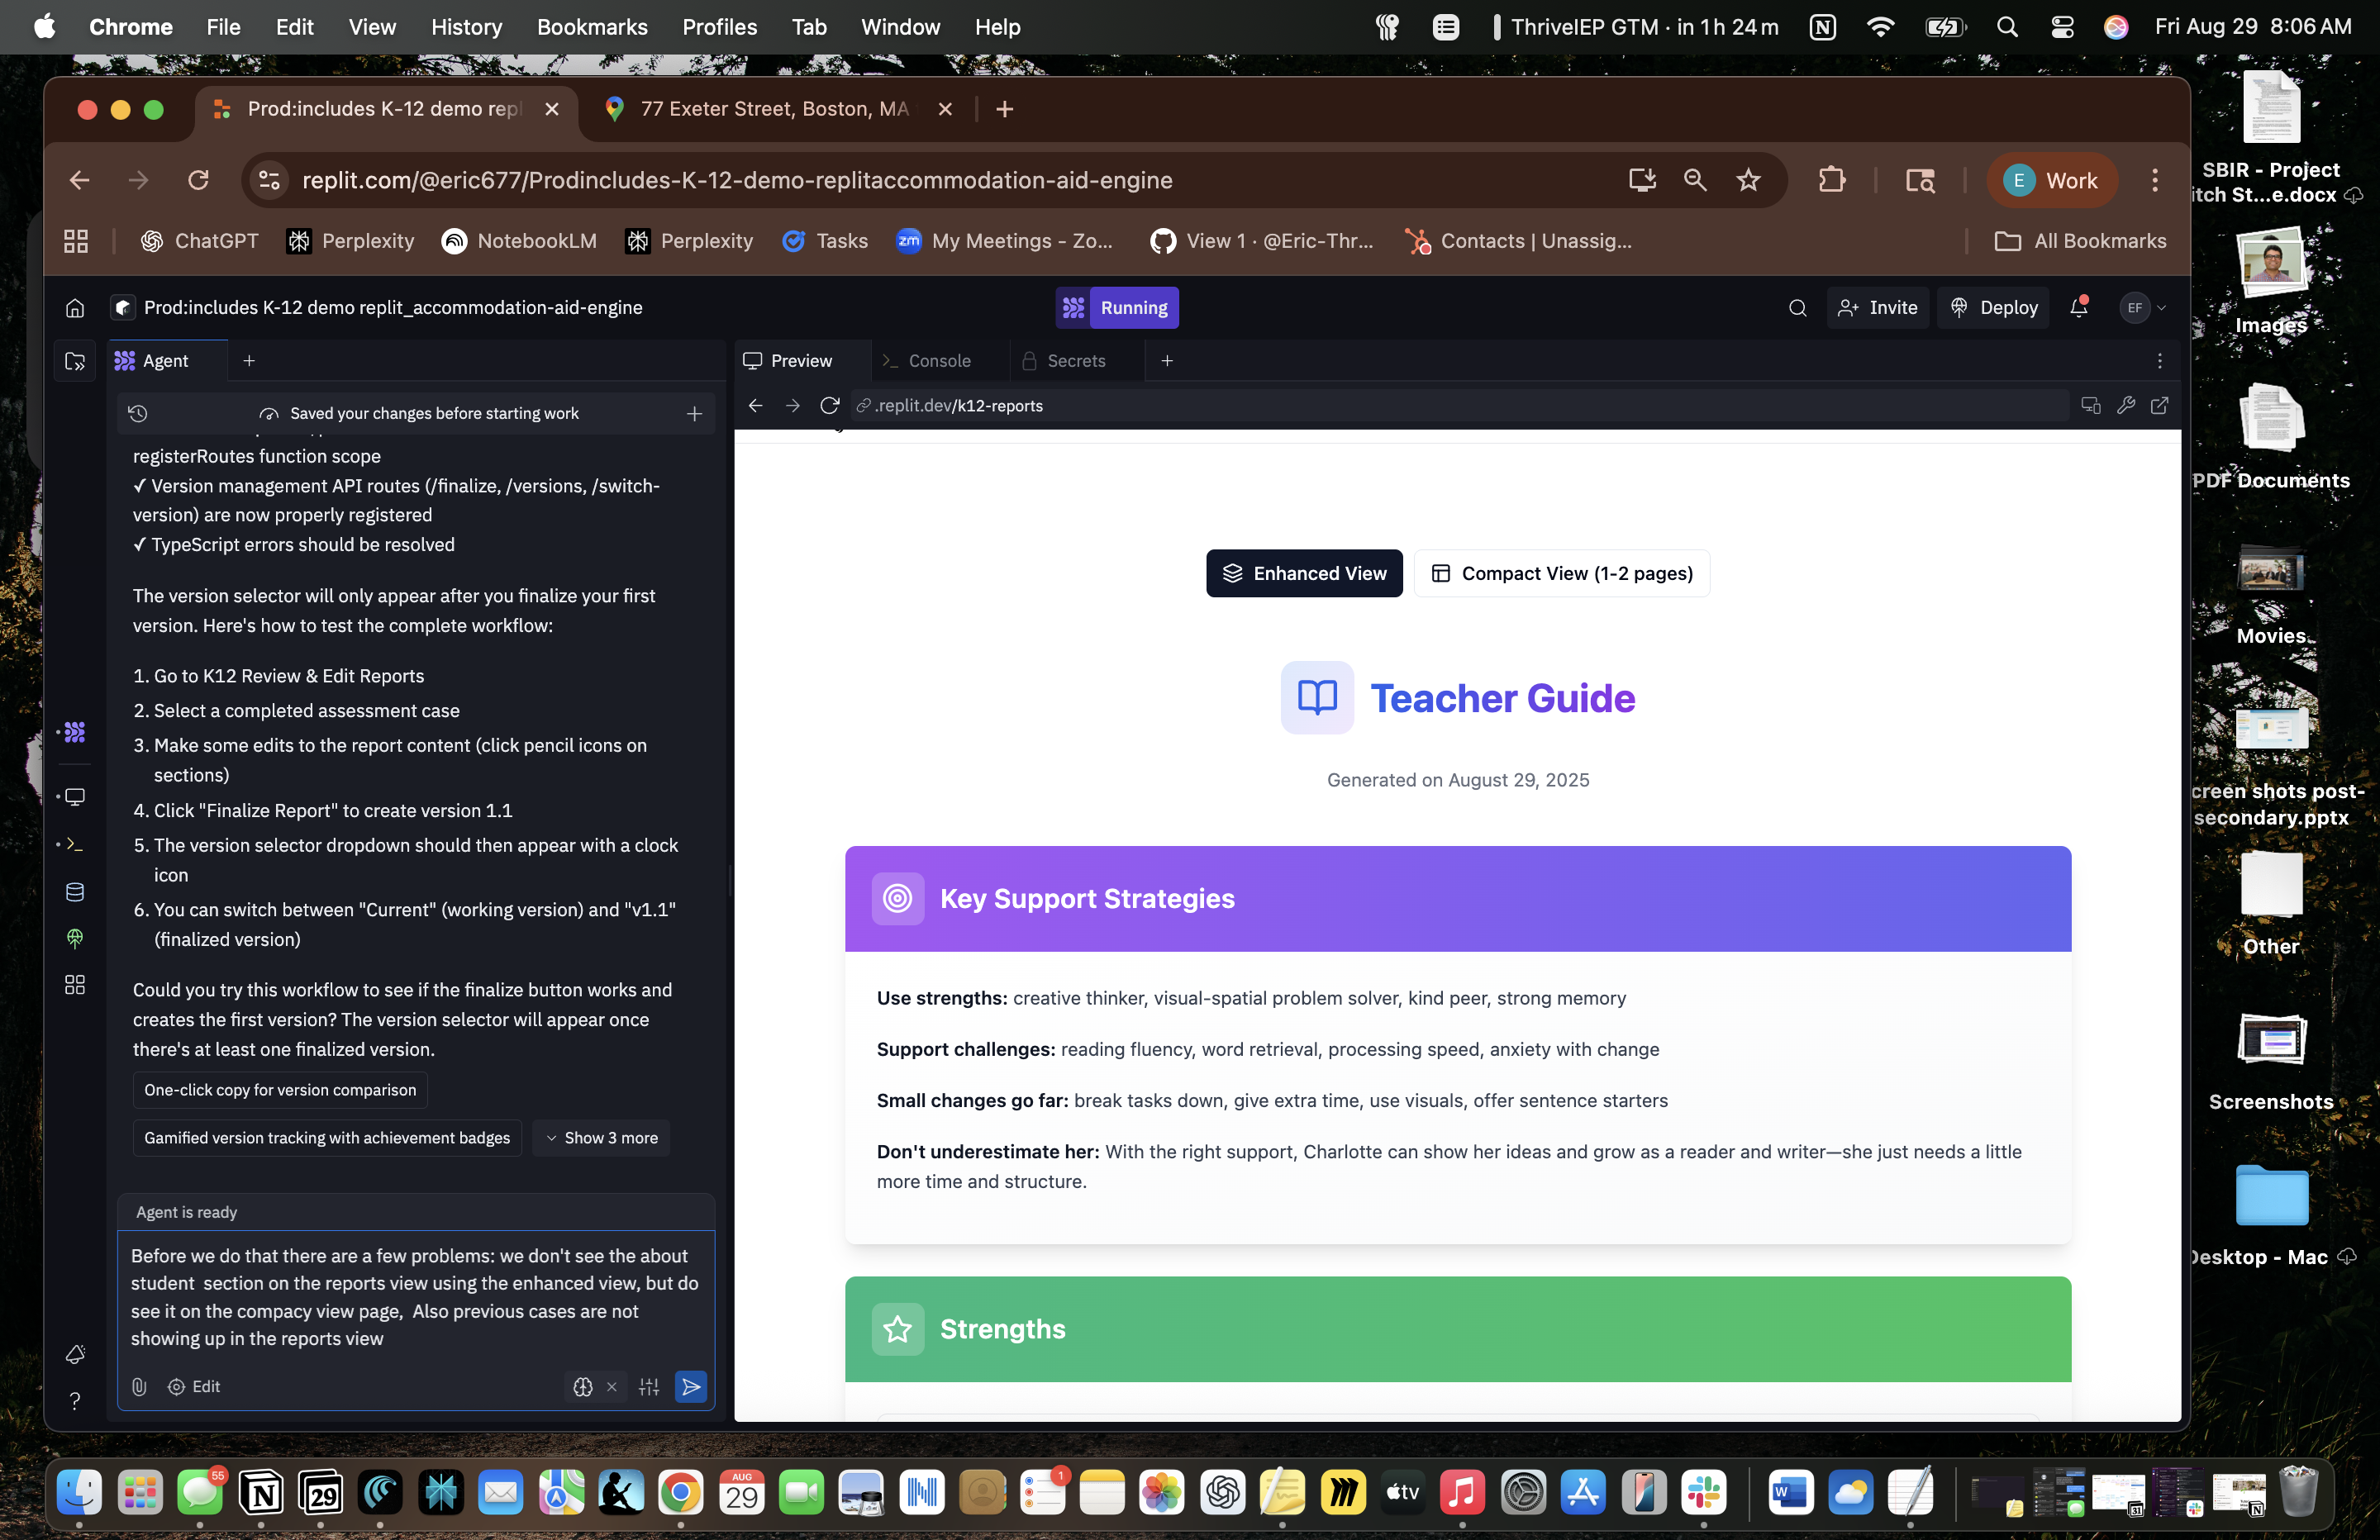 Chrome File Edit View History Bookmarks Profiles Tab Window Help
ThriveIEP GTM · in 1 h 24 m
Fri Aug 29 8:06 AM
Prod:includes K-12 demo repl
77 Exeter Street, Boston, MA
replit.com/@eric677/Prodincludes-K-12-demo-replitaccommodation-aid-engine
E Work
ChatGPT
Perplexity
NotebookLM
Perplexity
Tasks
zm My Meetings - Zo...
View 1 · @Eric-Thr...
Contacts | Unassig...
All Bookmarks
Prod:includes K-12 demo replit_accommodation-aid-engine
Running
Invite
Deploy
EF
Agent
Preview
Console
Secrets
Saved your changes before starting work
.replit.dev/k12-reports
registerRoutes function scope
✓ Version management API routes (/finalize, /versions, /switch-
version) are now properly registered
✓ TypeScript errors should be resolved
The version selector will only appear after you finalize your first
version. Here's how to test the complete workflow:
1. Go to K12 Review & Edit Reports
2. Select a completed assessment case
3. Make some edits to the report content (click pencil icons on
sections)
4. Click "Finalize Report" to create version 1.1
5. The version selector dropdown should then appear with a clock
icon
6. You can switch between "Current" (working version) and "v1.1"
(finalized version)
Could you try this workflow to see if the finalize button works and
creates the first version? The version selector will appear once
there's at least one finalized version.
One-click copy for version comparison
Gamified version tracking with achievement badges
Show 3 more
Agent is ready
Before we do that there are a few problems: we don't see the about
student  section on the reports view using the enhanced view, but do
see it on the compacy view page,  Also previous cases are not
showing up in the reports view
Edit
Enhanced View
Compact View (1-2 pages)
Teacher Guide
Generated on August 29, 2025
Key Support Strategies
Use strengths: creative thinker, visual-spatial problem solver, kind peer, strong memory
Support challenges: reading fluency, word retrieval, processing speed, anxiety with change
Small changes go far: break tasks down, give extra time, use visuals, offer sentence starters
Don't underestimate her: With the right support, Charlotte can show her ideas and grow as a reader and writer—she just needs a little
more time and structure.
Strengths
SBIR - Project
itch St...e.docx
Images
PDF Documents
Movies
creen shots post-
secondary.pptx
Other
Screenshots
Desktop - Mac
55
29
AUG
29
1
tv
W